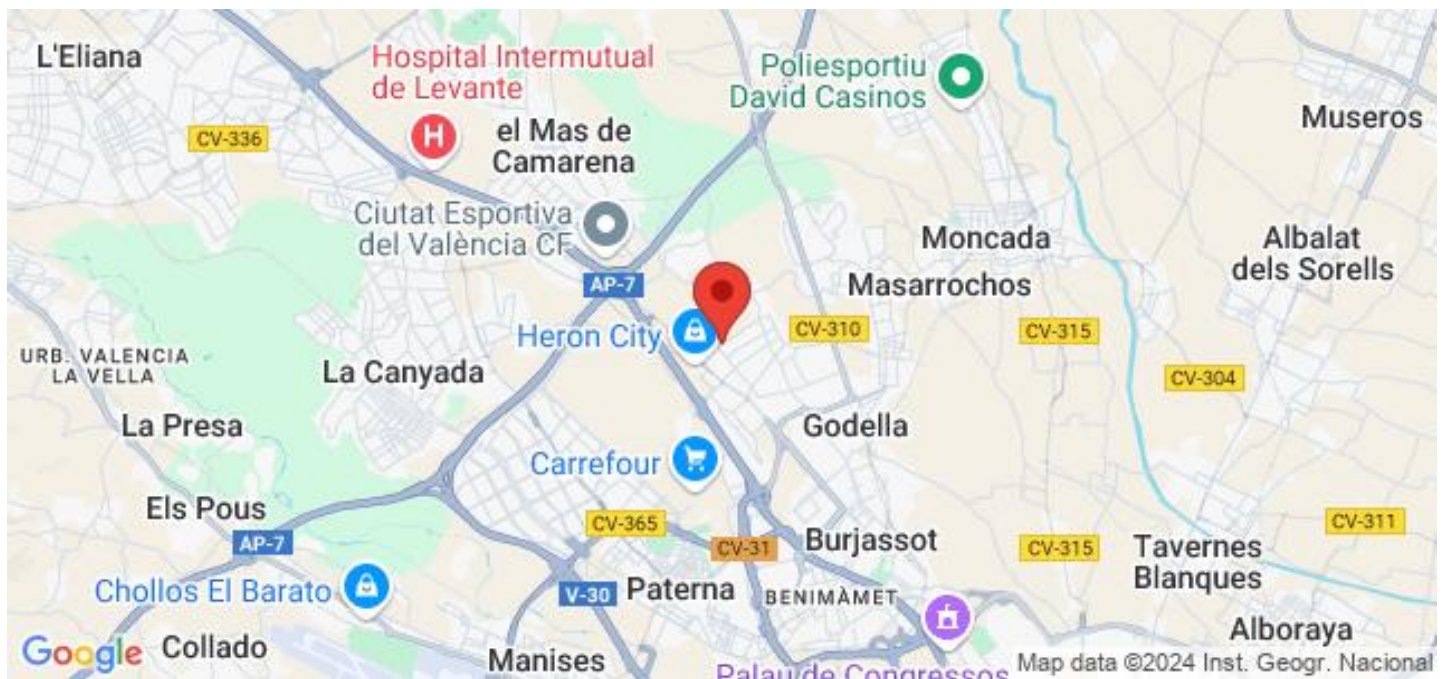 L'Eliana
Hospital Intermutual
de Levante
Poliesportiu
David Casinos
Museros
CV-336
H
el Mas de
Camarena
Ciutat Esportiva
del València CF
Moncada
Albalat
dels Sorells
AP-7
Masarrochos
Heron City
CV-310
CV-315
URB. VALENCIA
LA VELLA
La Canyada
CV-304
La Presa
Godella
Carrefour
Els Pous
CV-365
CV-311
AP-7
CV-31
Burjassot
CV-315
Tavernes
Blanques
Chollos El Barato
V-30
Paterna
BENIMÀMET
Alboraya
Google
Collado
Manises
Palau de Congressos
Map data ©2024 Inst. Geogr. Nacional